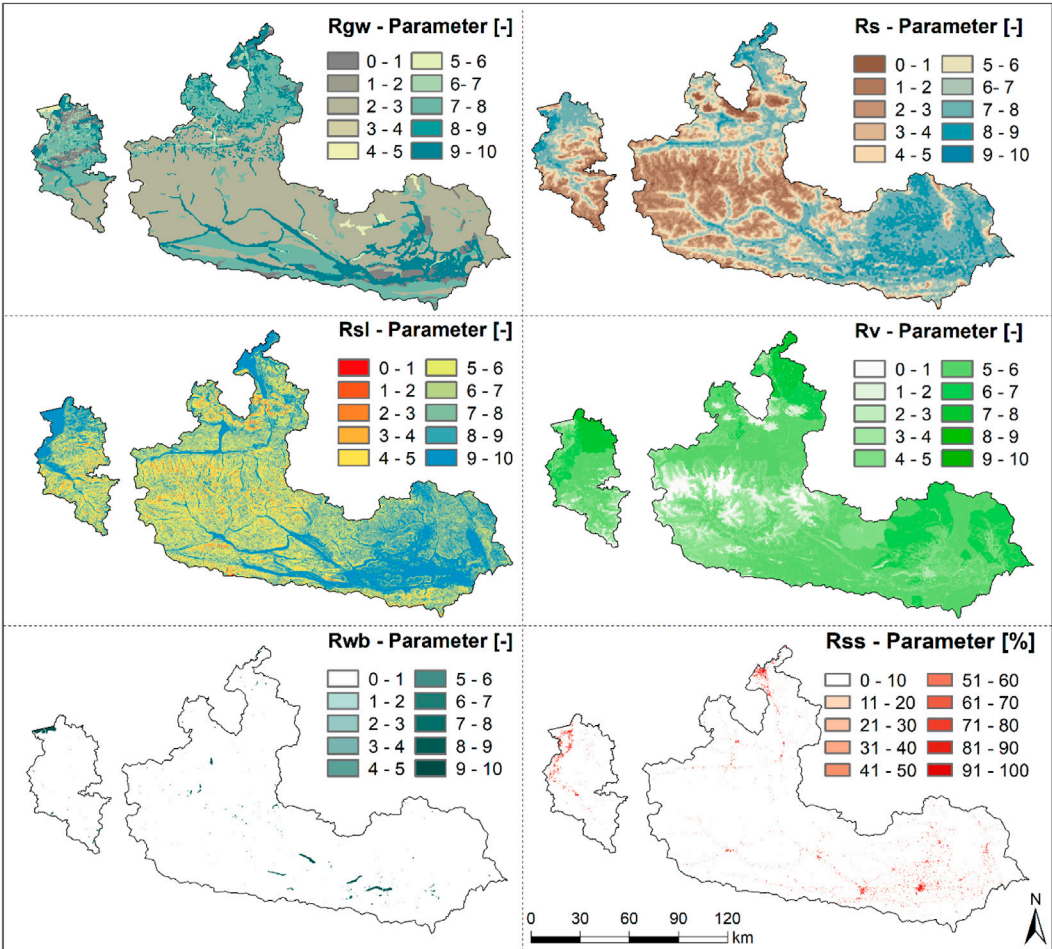 Rgw - Parameter [-]
0 - 1 5 - 6
1 - 2 6 - 7
2 - 3 7 - 8
3 - 4 8 - 9
4 - 5 9 - 10
Rs - Parameter [-]
0 - 1 5 - 6
1 - 2 6 - 7
2 - 3 7 - 8
3 - 4 8 - 9
4 - 5 9 - 10
Rsl - Parameter [-]
0 - 1 5 - 6
1 - 2 6 - 7
2 - 3 7 - 8
3 - 4 8 - 9
4 - 5 9 - 10
Rv - Parameter [-]
0 - 1 5 - 6
1 - 2 6 - 7
2 - 3 7 - 8
3 - 4 8 - 9
4 - 5 9 - 10
Rwb - Parameter [-]
0 - 1 5 - 6
1 - 2 6 - 7
2 - 3 7 - 8
3 - 4 8 - 9
4 - 5 9 - 10
Rss - Parameter [%]
0 - 10 51 - 60
11 - 20 61 - 70
21 - 30 71 - 80
31 - 40 81 - 90
41 - 50 91 - 100
N
0 30 60 90 120
km